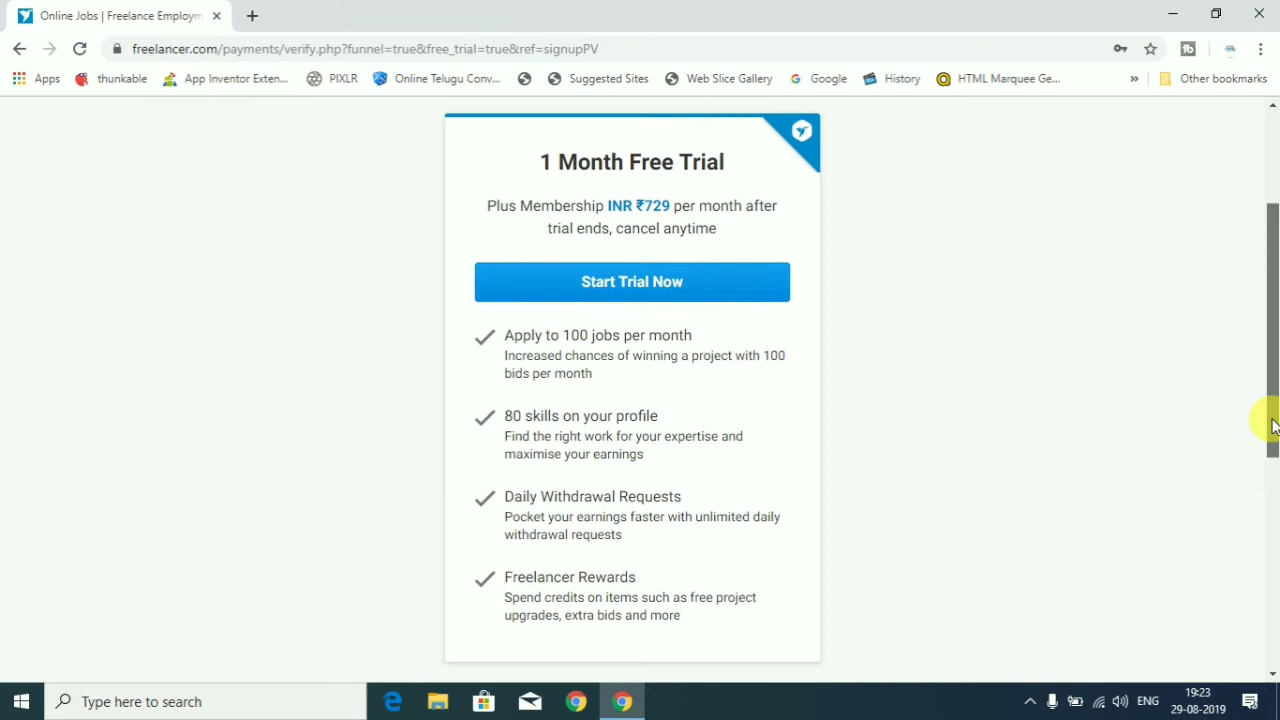 Online Jobs | Freelance Employm
freelancer.com/payments/verify.php?funnel=true&free_trial=true&ref=signupPV
Apps thunkable App Inventor Exten... PIXLR Online Telugu Conv... Suggested Sites Web Slice Gallery Google History HTML Marquee Ge... » Other bookmarks
1 Month Free Trial
Plus Membership INR ₹729 per month after
trial ends, cancel anytime
Start Trial Now
Apply to 100 jobs per month
Increased chances of winning a project with 100
bids per month
80 skills on your profile
Find the right work for your expertise and
maximise your earnings
Daily Withdrawal Requests
Pocket your earnings faster with unlimited daily
withdrawal requests
Freelancer Rewards
Spend credits on items such as free project
upgrades, extra bids and more
Type here to search
ENG
19:23
29-08-2019